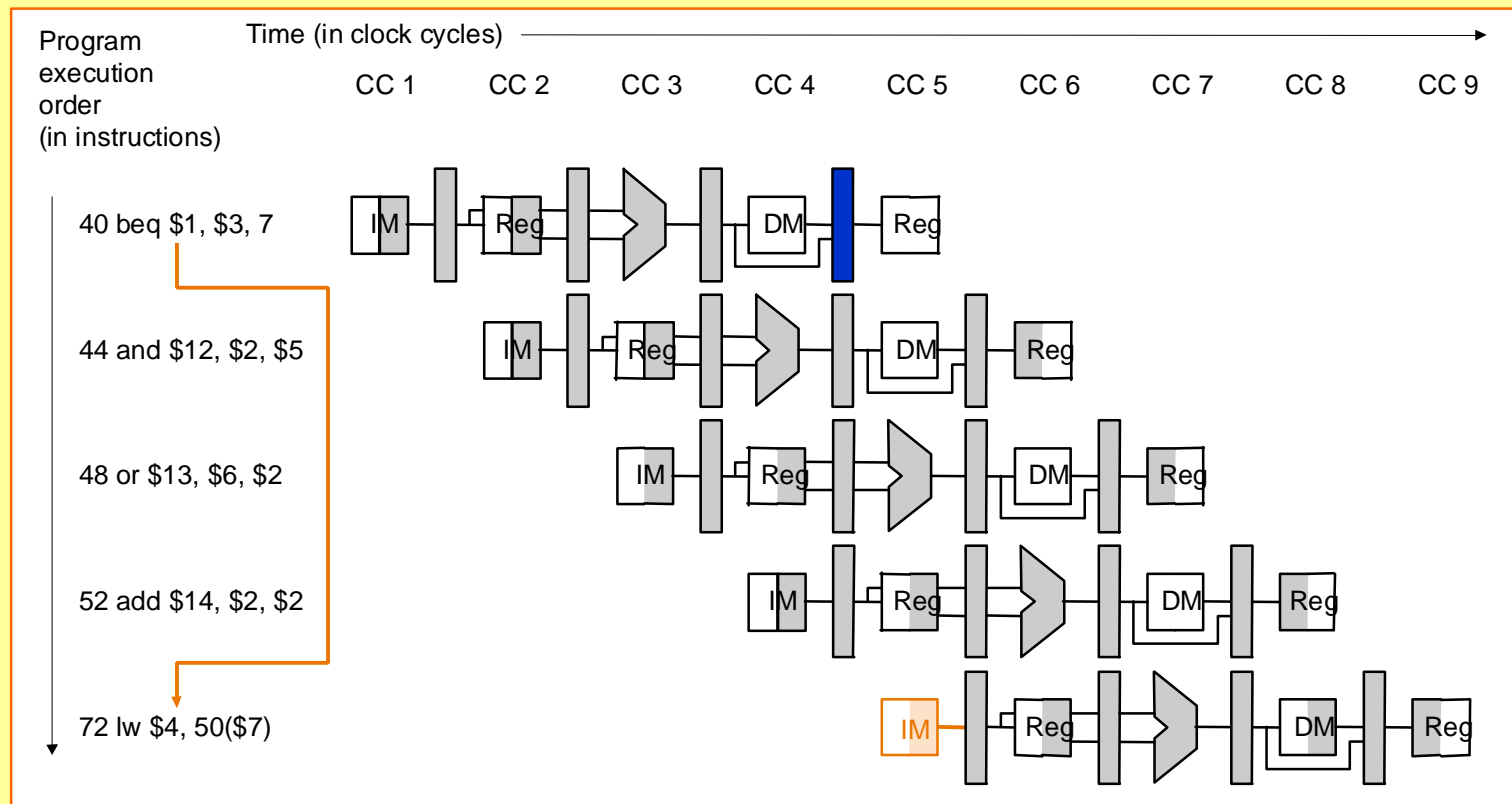 Program
execution
order
(in instructions)
Time (in clock cycles)
CC 1 CC 2 CC 3 CC 4 CC 5 CC 6 CC 7 CC 8 CC 9
40 beq $1, $3, 7 IM Reg DM Reg
44 and $12, $2, $5 IM Reg DM Reg
48 or $13, $6, $2 IM Reg DM Reg
52 add $14, $2, $2 IM Reg DM Reg
72 lw $4, 50($7) IM Reg DM Reg